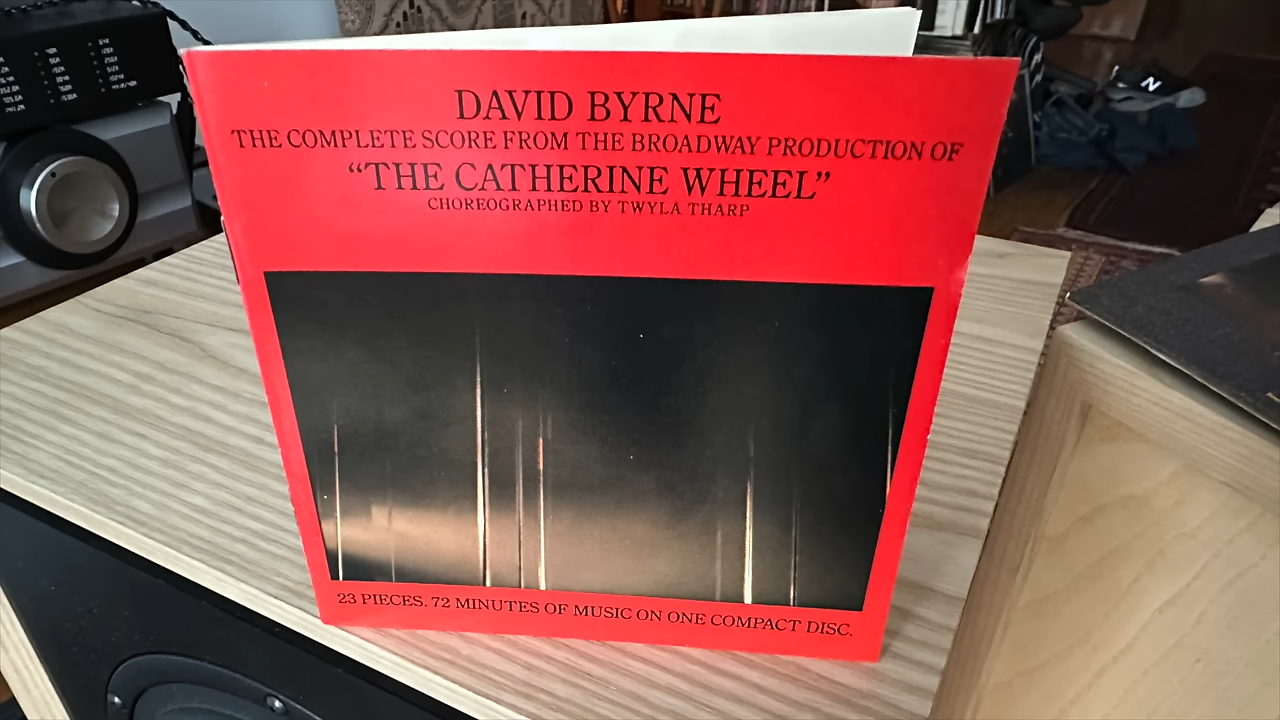 DAVID BYRNE
THE COMPLETE SCORE FROM THE BROADWAY PRODUCTION OF
“THE CATHERINE WHEEL”
CHOREOGRAPHED BY TWYLA THARP
23 PIECES. 72 MINUTES OF MUSIC ON ONE COMPACT DISC.
N